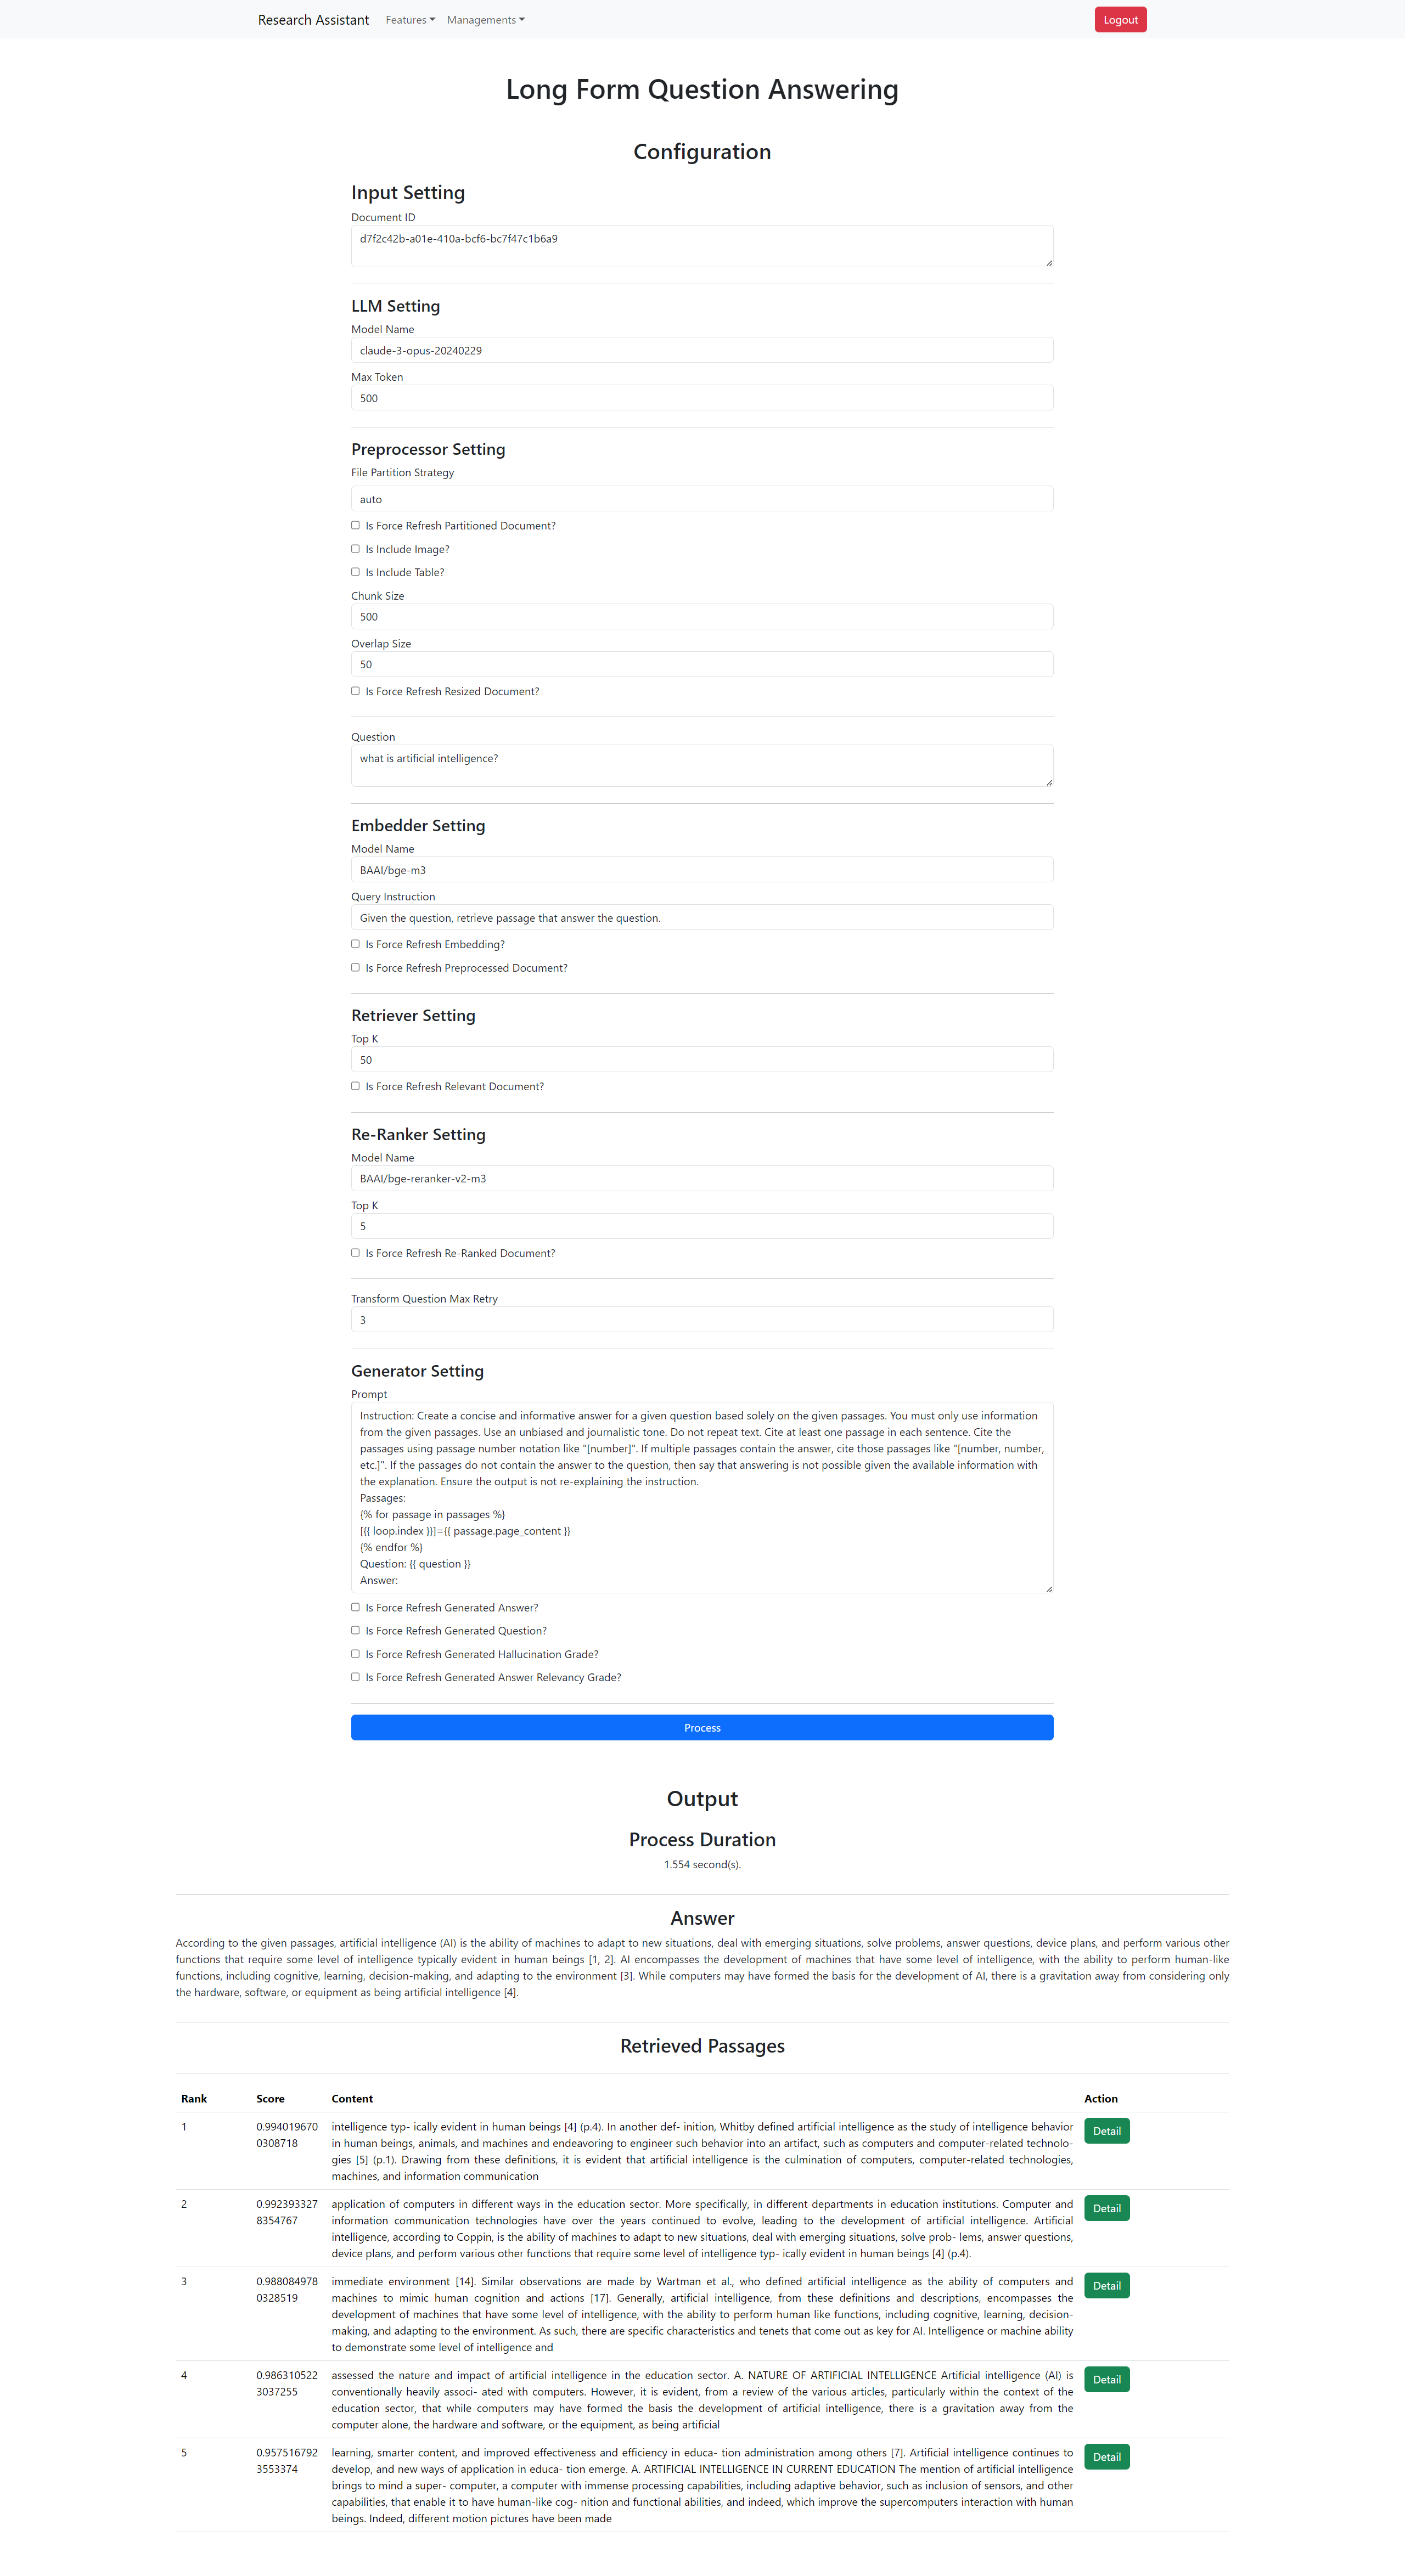 Research Assistant Features Managements Logout
Long Form Question Answering
Configuration
Input Setting
Document ID
d7f2c42b-a01e-410a-bcf6-bc7f47c1b6a9
LLM Setting
Model Name
claude-3-opus-20240229
Max Token
500
Preprocessor Setting
File Partition Strategy
auto
Is Force Refresh Partitioned Document?
Is Include Image?
Is Include Table?
Chunk Size
500
Overlap Size
50
Is Force Refresh Resized Document?
Question
what is artificial intelligence?
Embedder Setting
Model Name
BAAI/bge-m3
Query Instruction
Given the question, retrieve passage that answer the question.
Is Force Refresh Embedding?
Is Force Refresh Preprocessed Document?
Retriever Setting
Top K
50
Is Force Refresh Relevant Document?
Re-Ranker Setting
Model Name
BAAI/bge-reranker-v2-m3
Top K
5
Is Force Refresh Re-Ranked Document?
Transform Question Max Retry
3
Generator Setting
Prompt
Instruction: Create a concise and informative answer for a given question based solely on the given passages. You must only use information
from the given passages. Use an unbiased and journalistic tone. Do not repeat text. Cite at least one passage in each sentence. Cite the
passages using passage number notation like "[number]". If multiple passages contain the answer, cite those passages like "[number, number,
etc.]". If the passages do not contain the answer to the question, then say that answering is not possible given the available information with
the explanation. Ensure the output is not re-explaining the instruction.
Passages:
{% for passage in passages %}
[{{ loop.index }}]={{ passage.page_content }}
{% endfor %}
Question: {{ question }}
Answer:
Is Force Refresh Generated Answer?
Is Force Refresh Generated Question?
Is Force Refresh Generated Hallucination Grade?
Is Force Refresh Generated Answer Relevancy Grade?
Process
Output
Process Duration
1.554 second(s).
Answer
According to the given passages, artificial intelligence (AI) is the ability of machines to adapt to new situations, deal with emerging situations, solve problems, answer questions, device plans, and perform various other
functions that require some level of intelligence typically evident in human beings [1, 2]. AI encompasses the development of machines that have some level of intelligence, with the ability to perform human-like
functions, including cognitive, learning, decision-making, and adapting to the environment [3]. While computers may have formed the basis for the development of AI, there is a gravitation away from considering only
the hardware, software, or equipment as being artificial intelligence [4].
Retrieved Passages
Rank Score Content Action
1 0.994019670 intelligence typ- ically evident in human beings [4] (p.4). In another def- inition, Whitby defined artificial intelligence as the study of intelligence behavior Detail
0308718 in human beings, animals, and machines and endeavoring to engineer such behavior into an artifact, such as computers and computer-related technolo-
gies [5] (p.1). Drawing from these definitions, it is evident that artificial intelligence is the culmination of computers, computer-related technologies,
machines, and information communication
2 0.992393327 application of computers in different ways in the education sector. More specifically, in different departments in education institutions. Computer and Detail
8354767 information communication technologies have over the years continued to evolve, leading to the development of artificial intelligence. Artificial
intelligence, according to Coppin, is the ability of machines to adapt to new situations, deal with emerging situations, solve prob- lems, answer questions,
device plans, and perform various other functions that require some level of intelligence typ- ically evident in human beings [4] (p.4).
3 0.988084978 immediate environment [14]. Similar observations are made by Wartman et al., who defined artificial intelligence as the ability of computers and Detail
0328519 machines to mimic human cognition and actions [17]. Generally, artificial intelligence, from these definitions and descriptions, encompasses the
development of machines that have some level of intelligence, with the ability to perform human like functions, including cognitive, learning, decision-
making, and adapting to the environment. As such, there are specific characteristics and tenets that come out as key for AI. Intelligence or machine ability
to demonstrate some level of intelligence and
4 0.986310522 assessed the nature and impact of artificial intelligence in the education sector. A. NATURE OF ARTIFICIAL INTELLIGENCE Artificial intelligence (AI) is Detail
3037255 conventionally heavily associ- ated with computers. However, it is evident, from a review of the various articles, particularly within the context of the
education sector, that while computers may have formed the basis the development of artificial intelligence, there is a gravitation away from the
computer alone, the hardware and software, or the equipment, as being artificial
5 0.957516792 learning, smarter content, and improved effectiveness and efficiency in educa- tion administration among others [7]. Artificial intelligence continues to Detail
3553374 develop, and new ways of application in educa- tion emerge. A. ARTIFICIAL INTELLIGENCE IN CURRENT EDUCATION The mention of artificial intelligence
brings to mind a super- computer, a computer with immense processing capabilities, including adaptive behavior, such as inclusion of sensors, and other
capabilities, that enable it to have human-like cog- nition and functional abilities, and indeed, which improve the supercomputers interaction with human
beings. Indeed, different motion pictures have been made